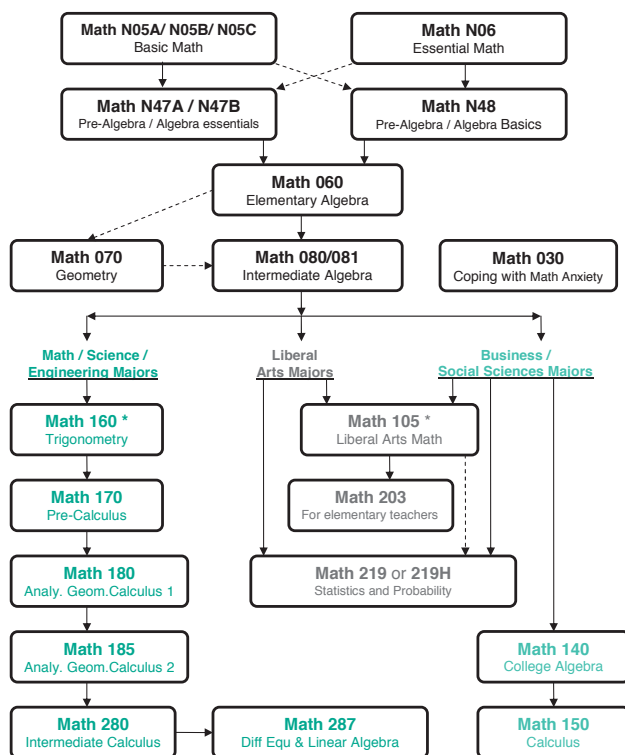 Math N05A/ N05B/ N05C
Basic Math
Math N06
Essential Math
Math N47A / N47B
Pre-Algebra / Algebra essentials
Math N48
Pre-Algebra / Algebra Basics
Math 060
Elementary Algebra
Math 070
Geometry
Math 080/081
Intermediate Algebra
Math 030
Coping with Math Anxiety
Math / Science /
Engineering Majors
Liberal
Arts Majors
Business /
Social Sciences Majors
Math 160 *
Trigonometry
Math 105 *
Liberal Arts Math
Math 170
Pre-Calculus
Math 203
For elementary teachers
Math 180
Analy. Geom.Calculus 1
Math 219 or 219H
Statistics and Probability
Math 185
Analy. Geom.Calculus 2
Math 140
College Algebra
Math 280
Intermediate Calculus
Math 287
Diff Equ & Linear Algebra
Math 150
Calculus